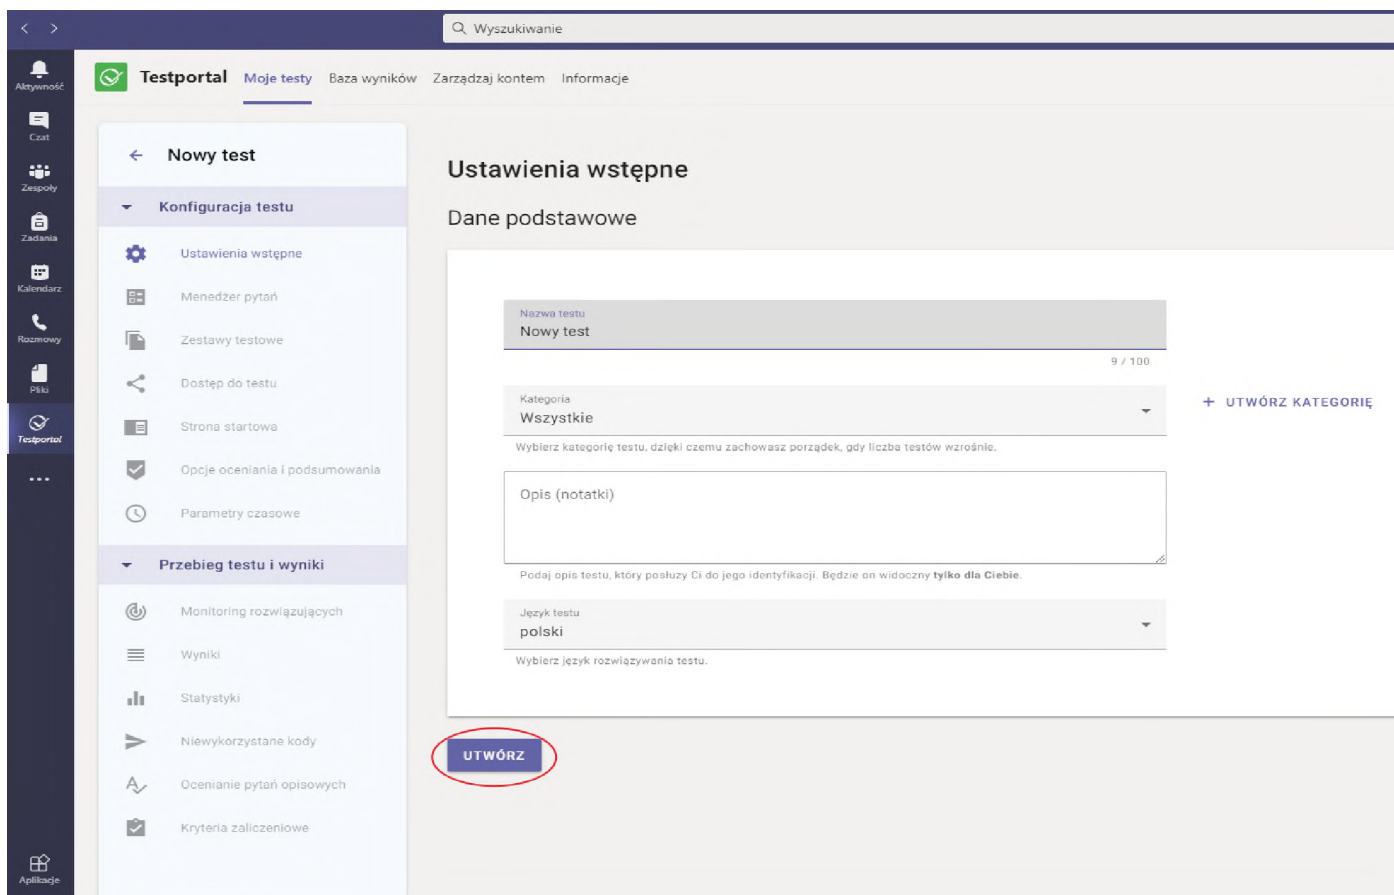 Wyszukiwanie
Aktywność
Czat
Zespoły
Zadania
Kalendarz
Rozmowy
Pliki
Testportal
Aplikacje
Testportal Moje testy Baza wyników Zarządzaj kontem Informacje
Nowy test
Konfiguracja testu
Ustawienia wstępne
Menedżer pytań
Zestawy testowe
Dostęp do testu
Strona startowa
Opcje oceniania i podsumowania
Parametry czasowe
Przebieg testu i wyniki
Monitoring rozwiązujących
Wyniki
Statystyki
Niewykorzystane kody
Ocenianie pytań opisowych
Kryteria zaliczeniowe
Ustawienia wstępne
Dane podstawowe
Nazwa testu
Nowy test
9 / 100
Kategoria
Wszystkie
+ UTWÓRZ KATEGORIĘ
Wybierz kategorię testu, dzięki czemu zachowasz porządek, gdy liczba testów wzrośnie.
Opis (notatki)
Podaj opis testu, który posłuży Ci do jego identyfikacji. Będzie on widoczny tylko dla Ciebie.
Język testu
polski
Wybierz język rozwiązywania testu.
UTWÓRZ